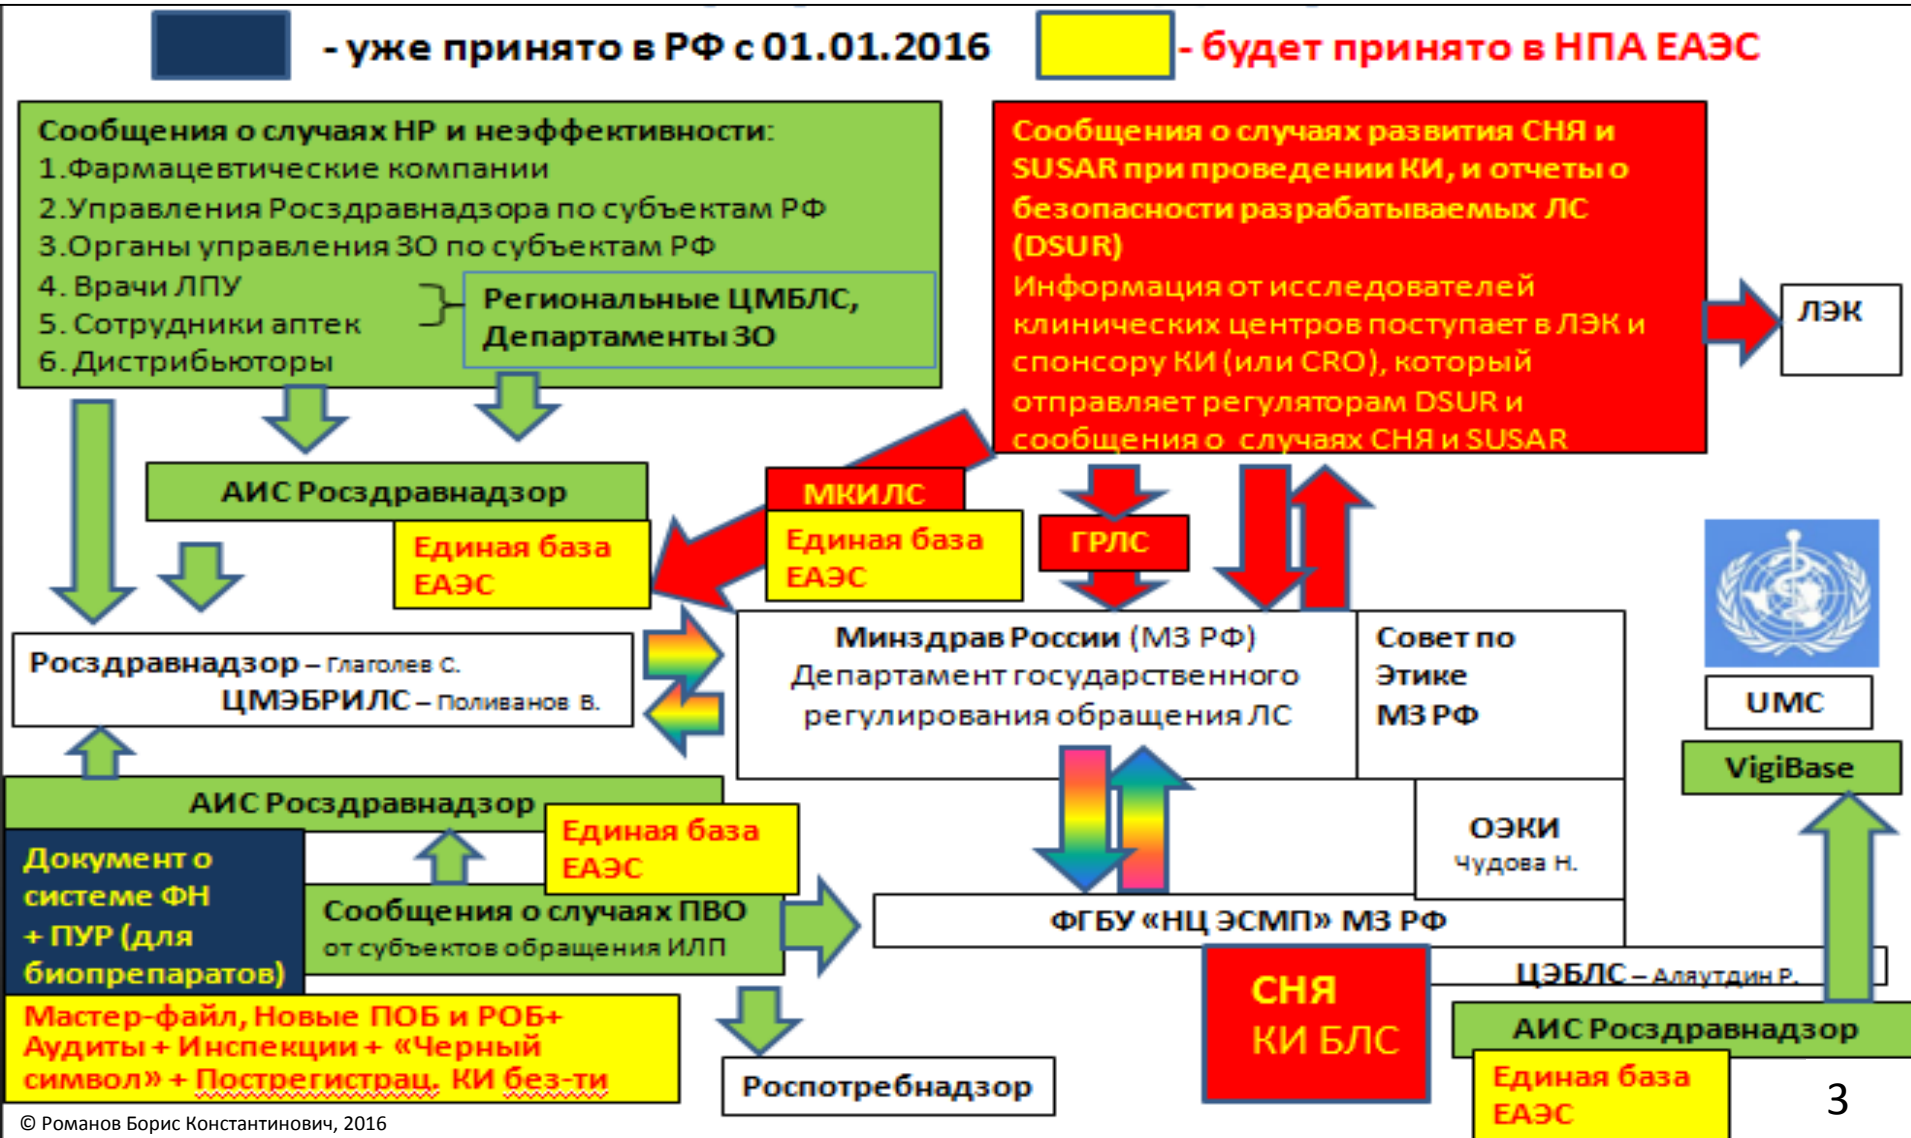 - уже принято в РФ с 01.01.2016
- будет принято в НПА ЕАЭС
Сообщения о случаях НР и неэффективности:
1.Фармацевтические компании
2.Управления Росздравнадзора по субъектам РФ
3.Органы управления ЗО по субъектам РФ
4. Врачи ЛПУ
5. Сотрудники аптек
6. Дистрибьюторы
Региональные ЦМБЛС,
Департаменты ЗО
Сообщения о случаях развития СНЯ и
SUSAR при проведении КИ, и отчеты о
безопасности разрабатываемых ЛС
(DSUR)
Информация от исследователей
клинических центров поступает в ЛЭК и
спонсору КИ (или CRO), который
отправляет регуляторам DSUR и
сообщения о случаях СНЯ и SUSAR
ЛЭК
АИС Росздравнадзор
Единая база
ЕАЭС
МКИЛС
Единая база
ЕАЭС
ГРЛС
Росздравнадзор – Глаголев С.
ЦМЭБРИЛС – Поливанов В.
Минздрав России (МЗ РФ)
Департамент государственного
регулирования обращения ЛС
Совет по
Этике
МЗ РФ
UMC
VigiBase
АИС Росздравнадзор
Единая база
ЕАЭС
ОЭКИ
Чудова Н.
Документ о
системе ФН
+ ПУР (для
биопрепаратов)
Сообщения о случаях ПВО
от субъектов обращения ИЛП
ФГБУ «НЦ ЭСМП» МЗ РФ
ЦЭБЛС – Аляутдин Р.
СНЯ
КИ БЛС
Мастер-файл, Новые ПОБ и РОБ+
Аудиты + Инспекции + «Черный
символ» + Пострегистрац. КИ без-ти
АИС Росздравнадзор
Единая база
ЕАЭС
Роспотребнадзор
3
© Романов Борис Константинович, 2016